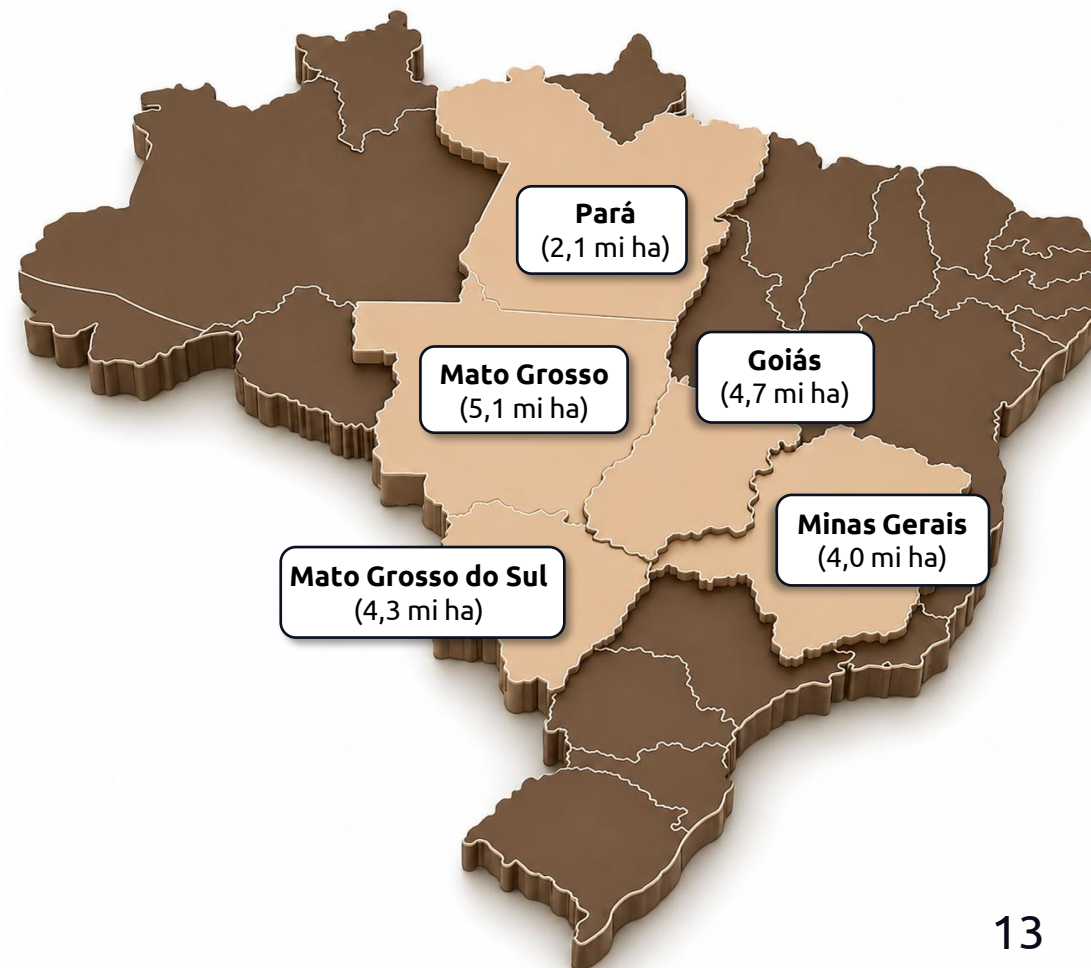 Pará
(2,1 mi ha)
Mato Grosso
(5,1 mi ha)
Goiás
(4,7 mi ha)
Minas Gerais
(4,0 mi ha)
Mato Grosso do Sul
(4,3 mi ha)
13